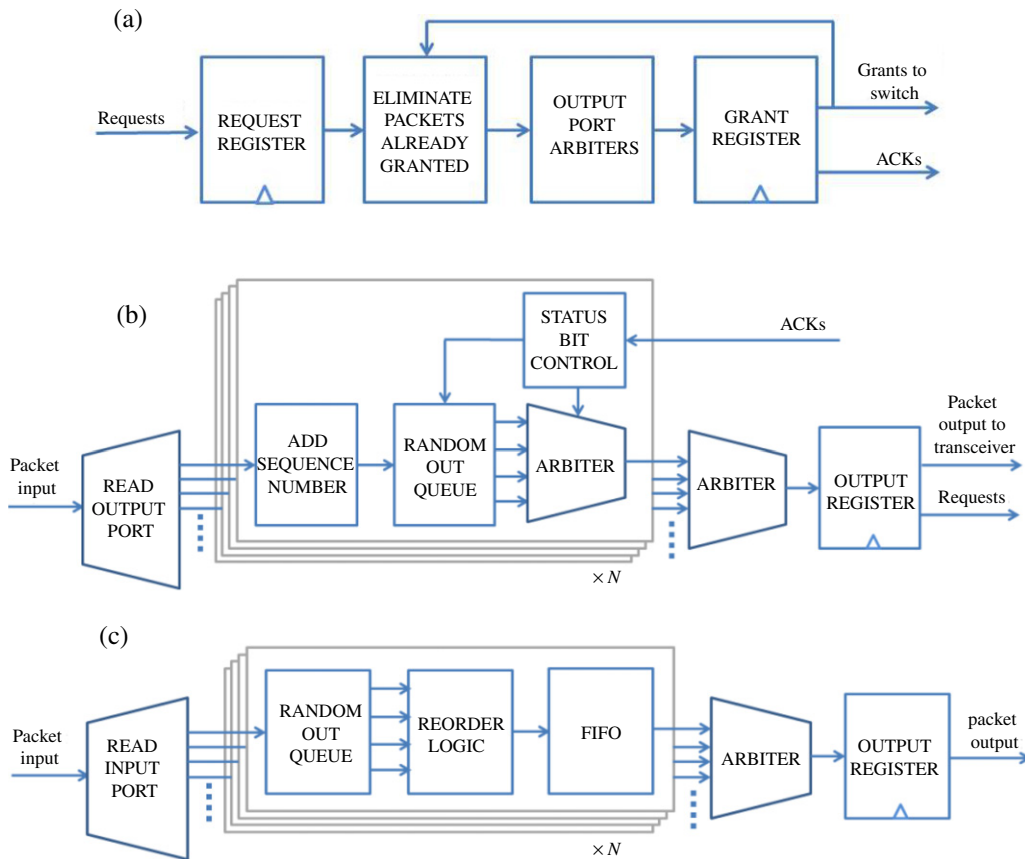 (a)
Requests
REQUEST
REGISTER
ELIMINATE
PACKETS
ALREADY
GRANTED
OUTPUT
PORT
ARBITERS
GRANT
REGISTER
Grants to
switch
ACKs
(b)
Packet
input
READ
OUTPUT
PORT
ADD
SEQUENCE
NUMBER
RANDOM
OUT
QUEUE
STATUS
BIT
CONTROL
ACKs
ARBITER
× N
ARBITER
OUTPUT
REGISTER
Packet
output to
transceiver
Requests
(c)
Packet
input
READ
INPUT
PORT
RANDOM
OUT
QUEUE
REORDER
LOGIC
FIFO
× N
ARBITER
OUTPUT
REGISTER
packet
output